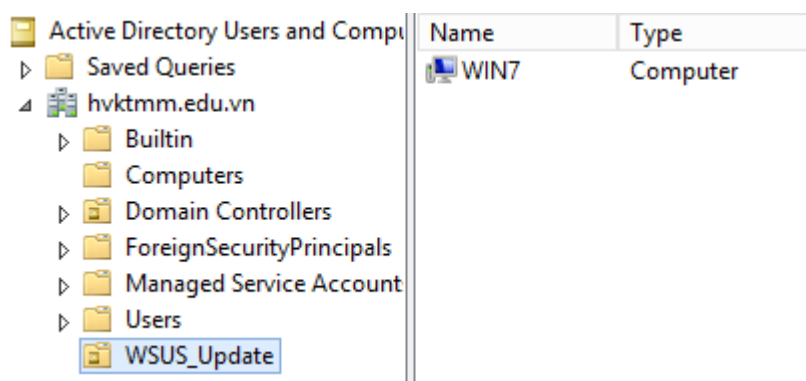 Active Directory Users and Compu
Saved Queries
hvktmm.edu.vn
Builtin
Computers
Domain Controllers
ForeignSecurityPrincipals
Managed Service Account
Users
WSUS_Update
Name Type
WIN7 Computer